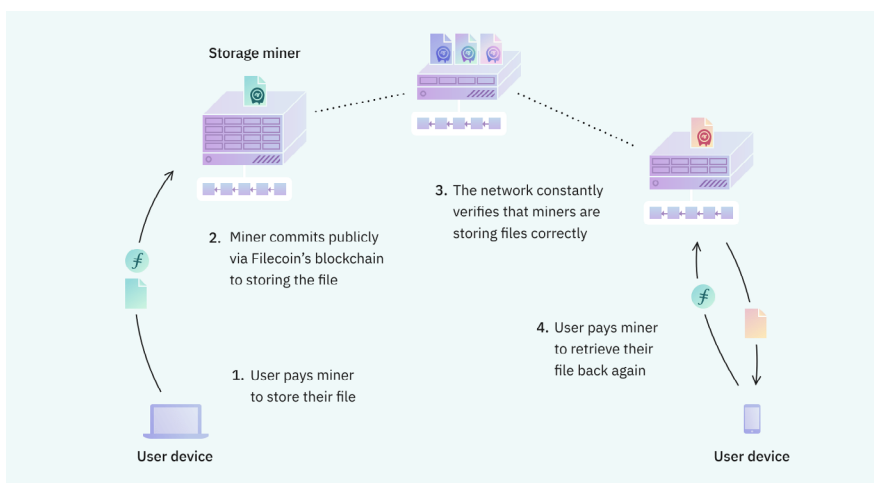 Storage miner
3. The network constantly
verifies that miners are
storing files correctly
2. Miner commits publicly
via Filecoin's blockchain
to storing the file
4. User pays miner
to retrieve their
file back again
1. User pays miner
to store their file
User device
User device